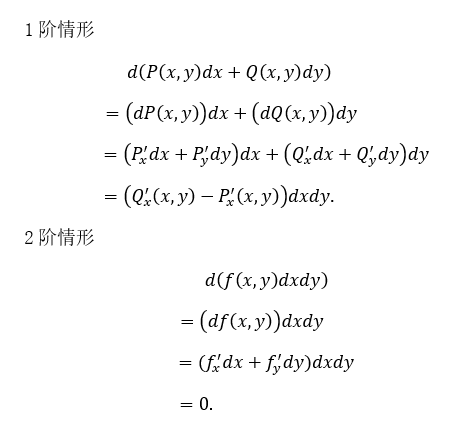 1 阶情形
d(P(x,y)dx + Q(x,y)dy)
= (dP(x,y))dx + (dQ(x,y))dy
= (P′ₓdx + P′ᵧdy)dx + (Q′ₓdx + Q′ᵧdy)dy
= (Q′ₓ(x,y) − P′ₓ(x,y))dxdy.
2 阶情形
d(f(x,y)dxdy)
= (df(x,y))dxdy
= (f′ₓdx + f′ᵧdy)dxdy
= 0.